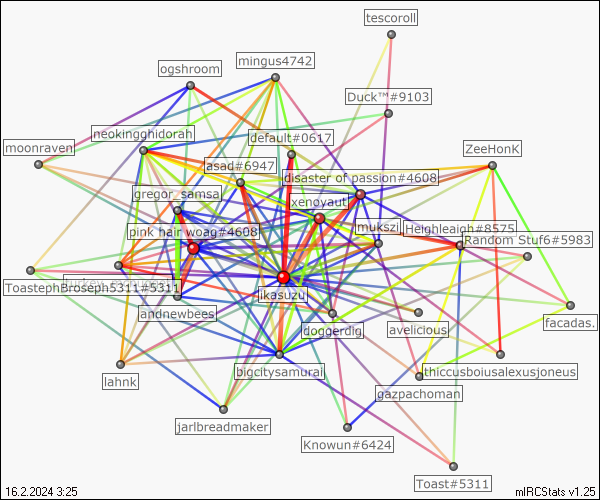 tescoroll
mingus4742
ogshroom
Duck™#9103
neokingghidorah
default#0617
moonraven
ZeeHonK
asad#6947
disaster of passion#4608
gregor_samsa
xenoyaut
mukszi
Heighleaigh#8575
pink hair woag#4608
Random Stuf6#5983
ToastephBroseph5311#5311
ikasuzu
andnewbees
facadas.
doggerdig
avelicious
bigcitysamurai
thiccusboiusalexusjoneus
lahnk
gazpachoman
jarlbreadmaker
Knowun#6424
Toast#5311
16.2.2024 3:25
mIRCStats v1.25